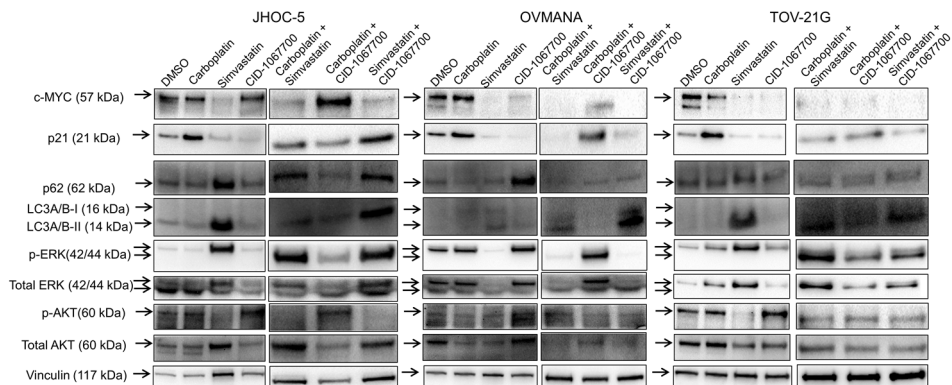 JHOC-5 OVMANA TOV-21G
DMSO
Carboplatin
Simvastatin
CID-1067700
Carboplatin +
Simvastatin
Carboplatin +
CID-1067700
Simvastatin +
CID-1067700
DMSO
Carboplatin
Simvastatin
CID-1067700
Carboplatin +
Simvastatin
Carboplatin +
CID-1067700
Simvastatin +
CID-1067700
DMSO
Carboplatin
Simvastatin
CID-1067700
Carboplatin +
Simvastatin
Carboplatin +
CID-1067700
Simvastatin +
CID-1067700
c-MYC (57 kDa)
p21 (21 kDa)
p62 (62 kDa)
LC3A/B-I (16 kDa)
LC3A/B-II (14 kDa)
p-ERK(42/44 kDa)
Total ERK (42/44 kDa)
p-AKT(60 kDa)
Total AKT (60 kDa)
Vinculin (117 kDa)